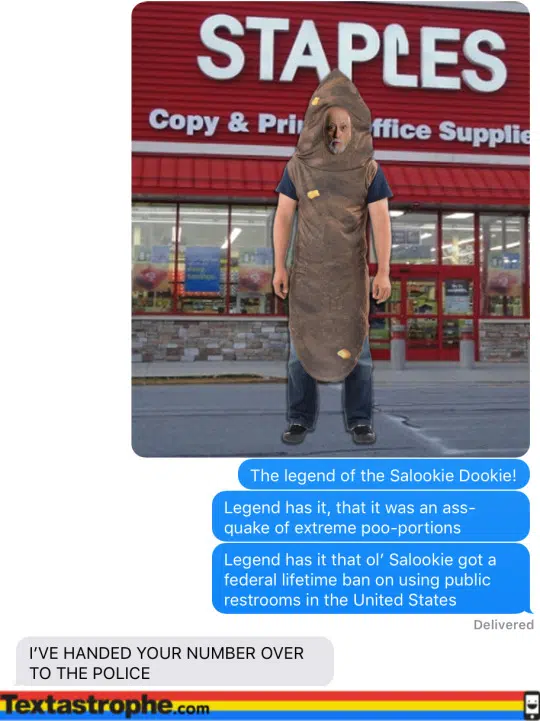 STAPLES
Copy & Pri ffice Supplie
The legend of the Salookie Dookie!
Legend has it, that it was an ass-
quake of extreme poo-portions
Legend has it that ol’ Salookie got a
federal lifetime ban on using public
restrooms in the United States
Delivered
I’VE HANDED YOUR NUMBER OVER
TO THE POLICE
Textastrophe.com